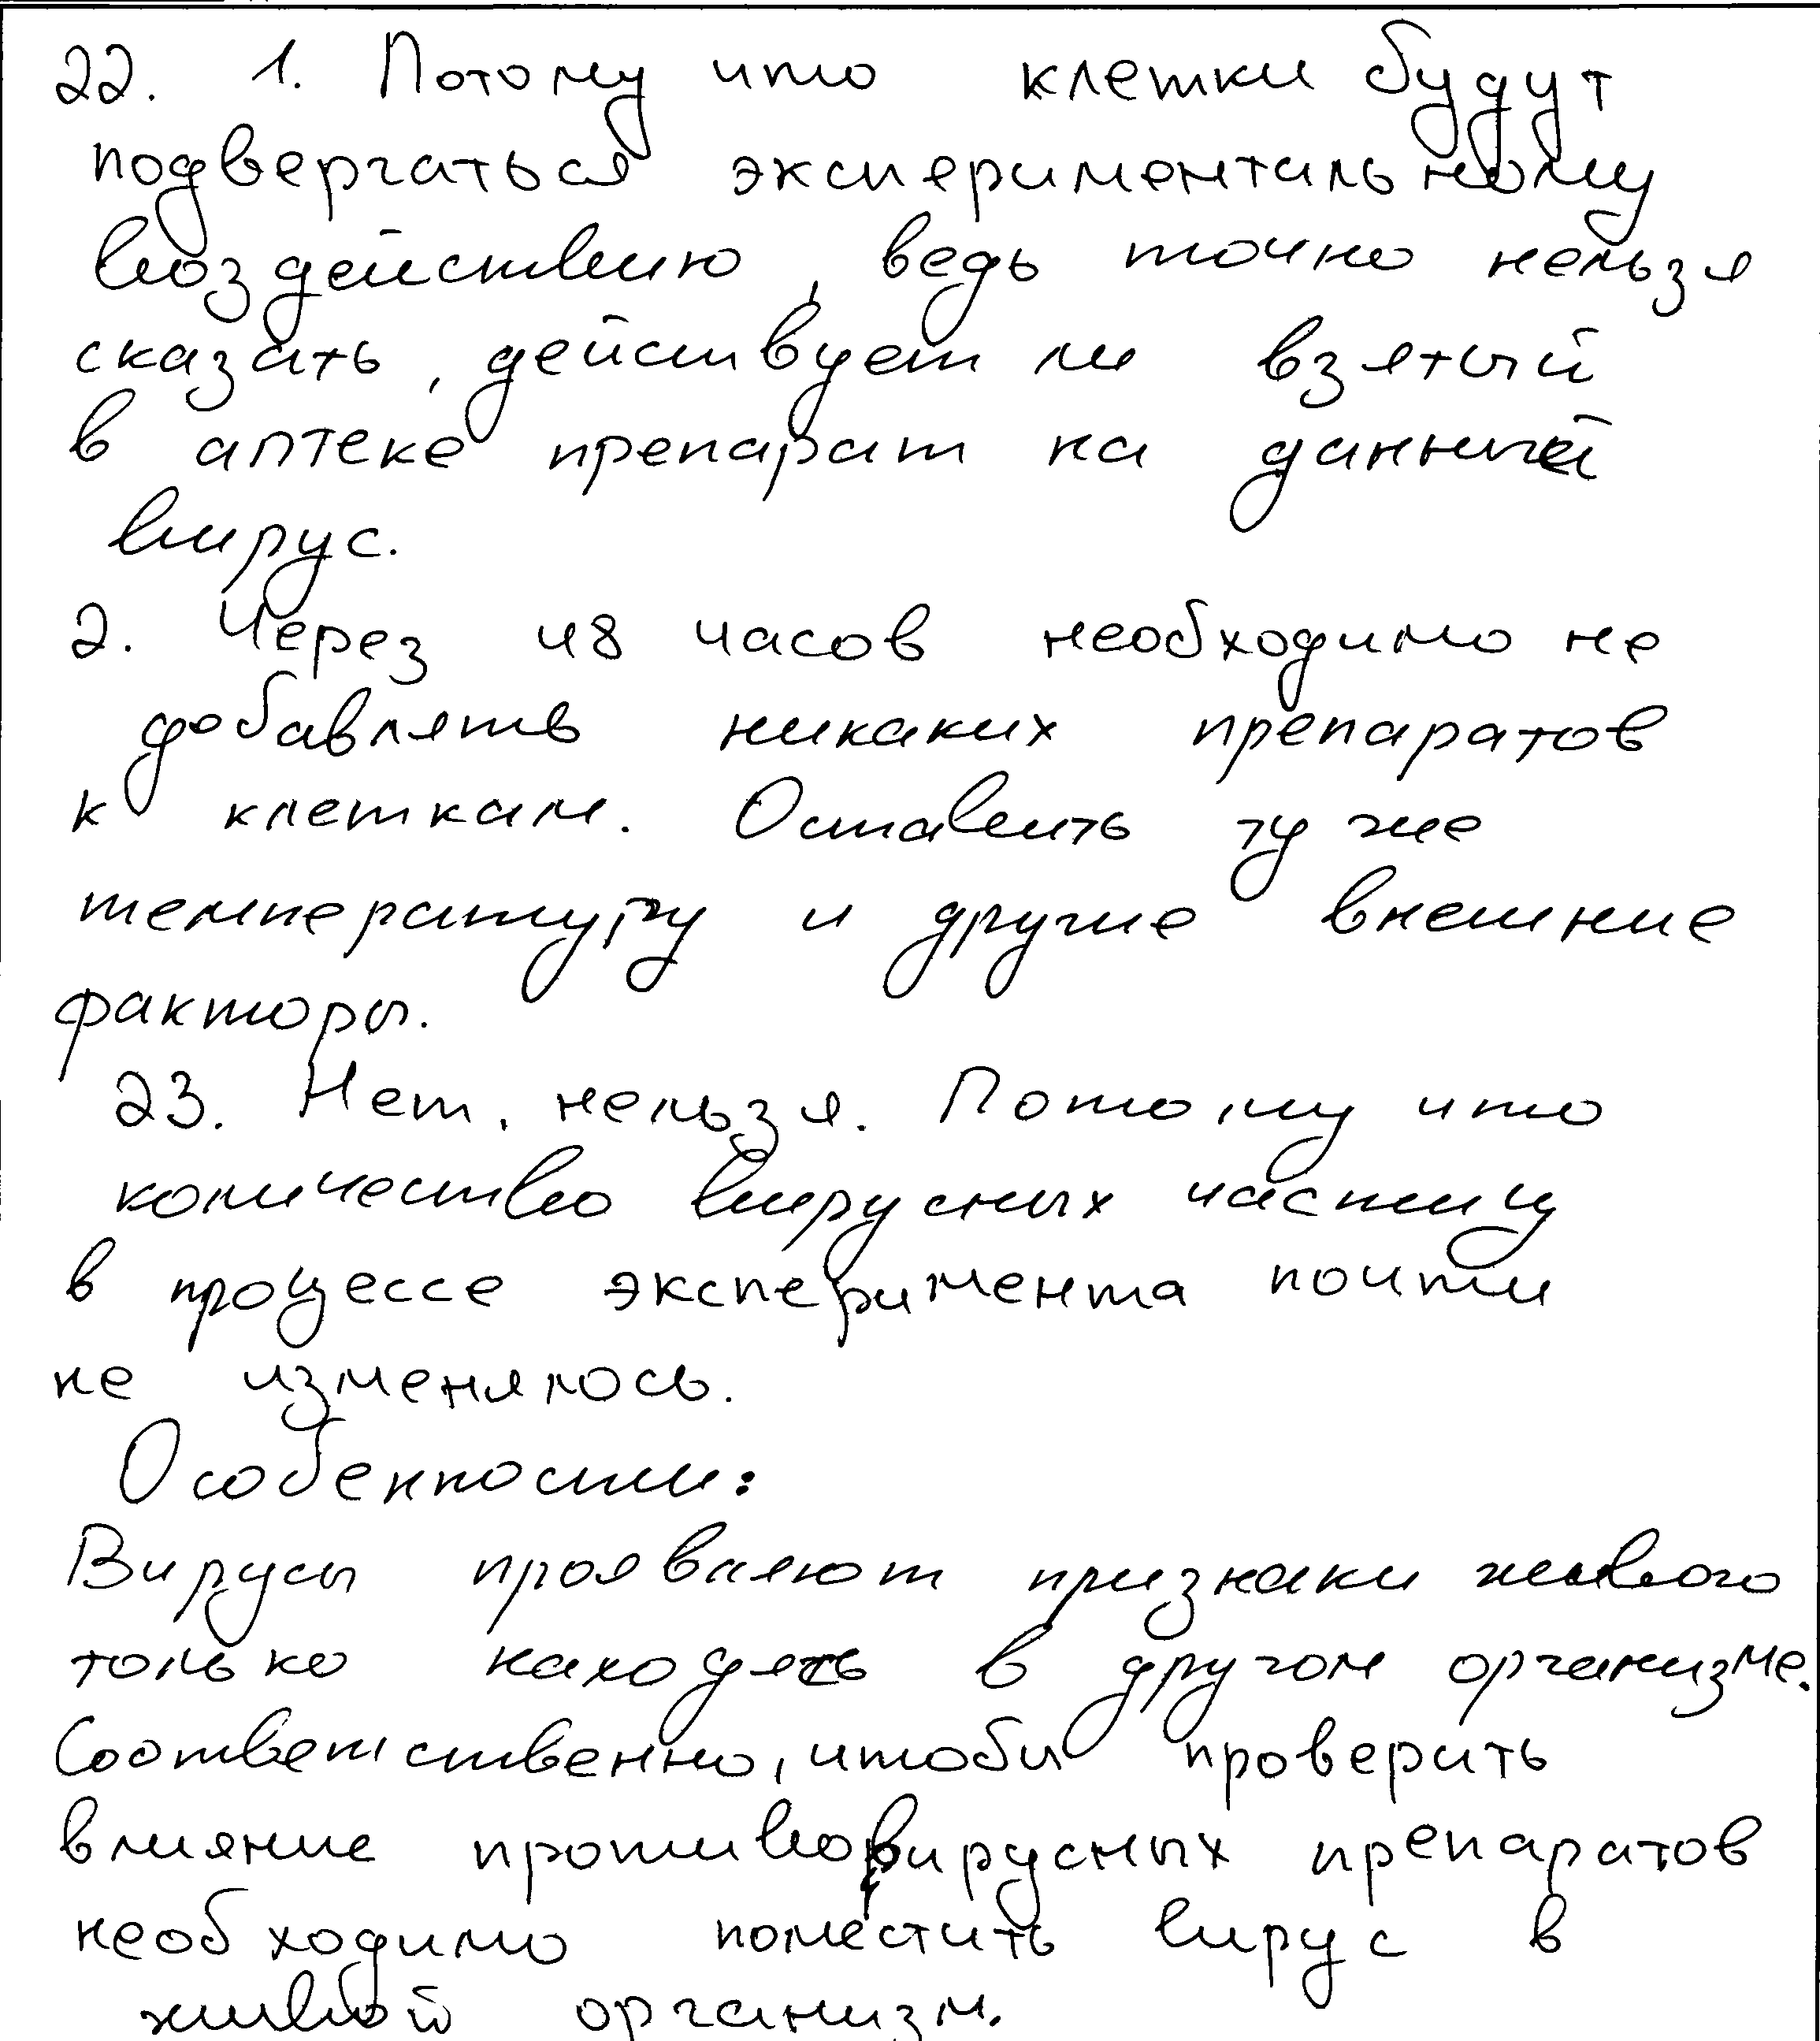 22. 1. Потому что клетки будут
подвергаться экспериментальному
воздействию, ведь точно нельзя
сказать, действует ли взятый
в аптеке препарат на данный
вирус.
2. Через 48 часов необходимо не
добавлять никаких препаратов
к клеткам. Оставить ту же
температуру и другие внешние
факторы.
23. Нет, нельзя. Потому что
количество вирусных частиц
в процессе эксперимента почти
не изменялось.
Особенности:
Вирусы проявляют признаки живого
только находясь в другом организме.
Соответственно, чтобы проверить
влияние противовирусных препаратов
необходимо поместить вирус в
живой организм.